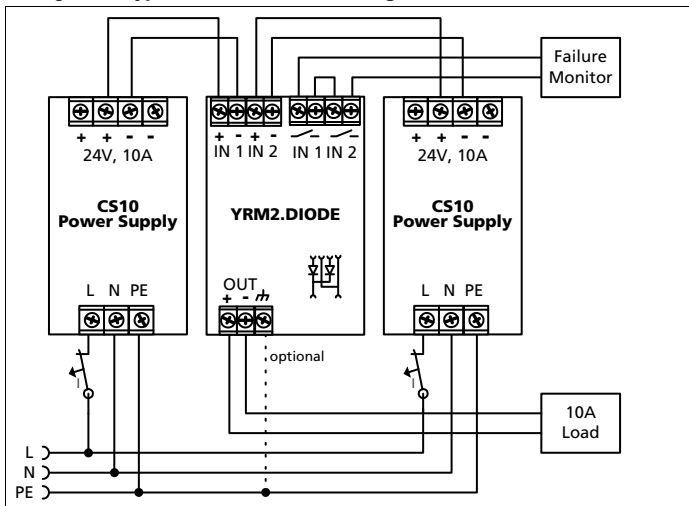 Failure
Monitor
+ + - -
24V, 10A
+ - + -
IN 1 IN 2
IN 1 IN 2
+ + - -
24V, 10A
CS10
Power Supply
YRM2.DIODE
CS10
Power Supply
L N PE
OUT
+ -
L N PE
I
optional
I
10A
Load
L
N
PE